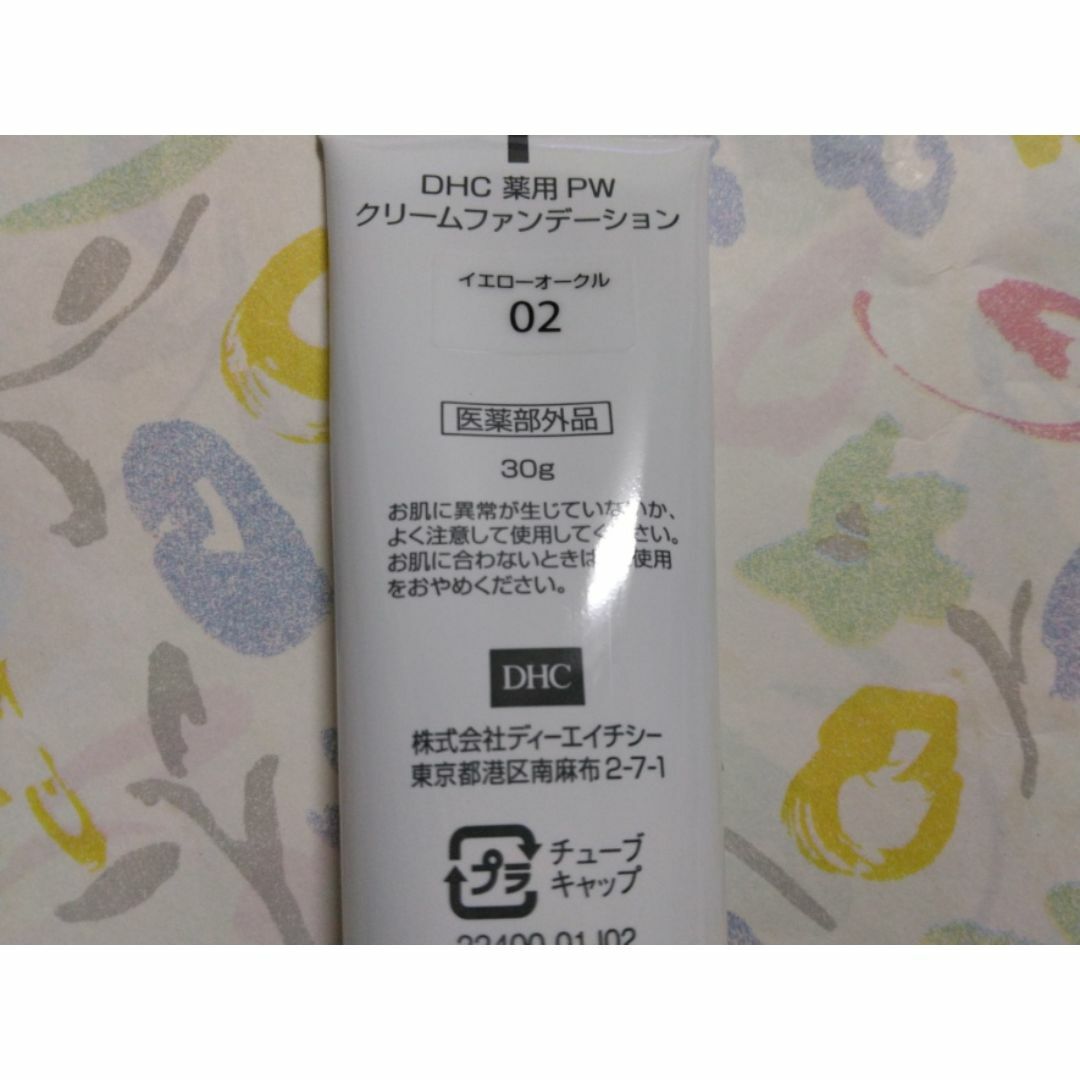 DHC 薬用 PW
クリームファンデーション
イエローオークル
02
医薬部外品
30g
お肌に異常が生じていないか、
よく注意して使用してください。
お肌に合わないときは 使用
をおやめください。
DHC
株式会社ディーエイチシー
東京都港区南麻布2-7-1
プラ
チューブ
キャップ